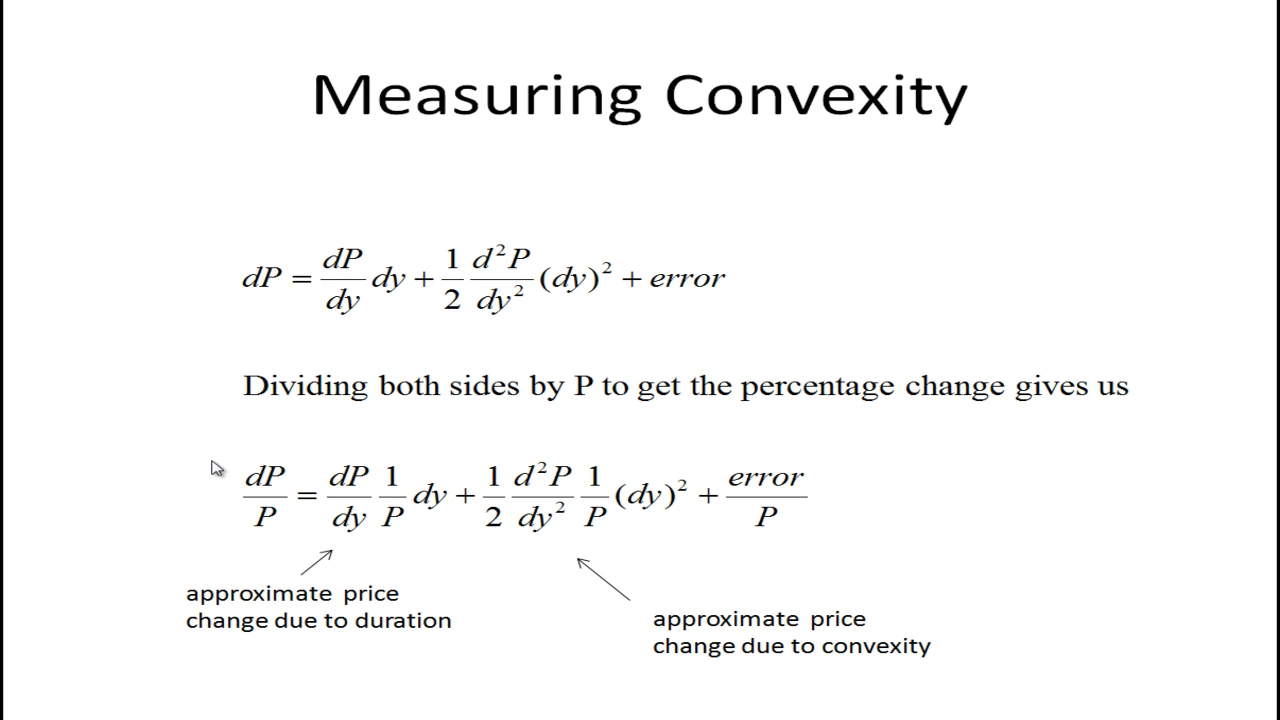 Measuring Convexity
dP = dP/dy dy + 1/2 d²P/dy² (dy)² + error
Dividing both sides by P to get the percentage change gives us
dP/P = dP/dy 1/P dy + 1/2 d²P/dy² 1/P (dy)² + error/P
approximate price
change due to duration
approximate price
change due to convexity